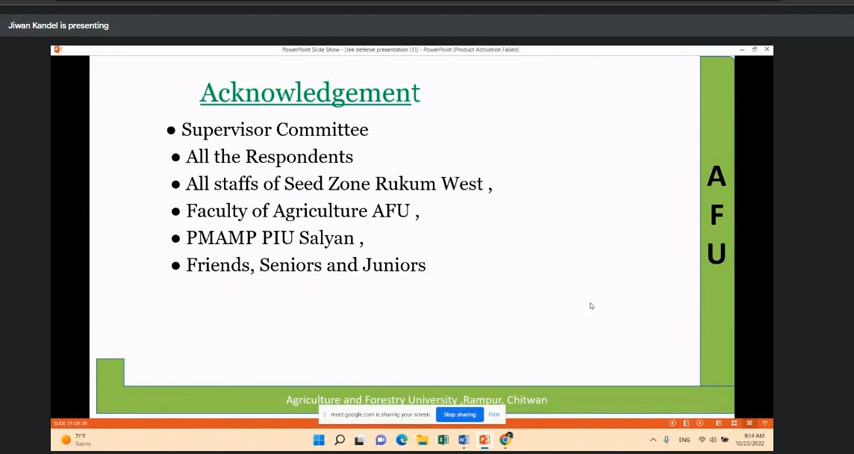 Jiwan Kandel is presenting
PowerPoint Slide Show - [lee defense presentation (1)] - PowerPoint (Product Activation Failed)
Acknowledgement
● Supervisor Committee
● All the Respondents
● All staffs of Seed Zone Rukum West ,
● Faculty of Agriculture AFU ,
● PMAMP PIU Salyan ,
● Friends, Seniors and Juniors
A
F
U
Agriculture and Forestry University ,Rampur, Chitwan
meet.google.com is sharing your screen. Stop sharing Hide
71°F
Sunny
ENG
9:14 AM
10/22/2022